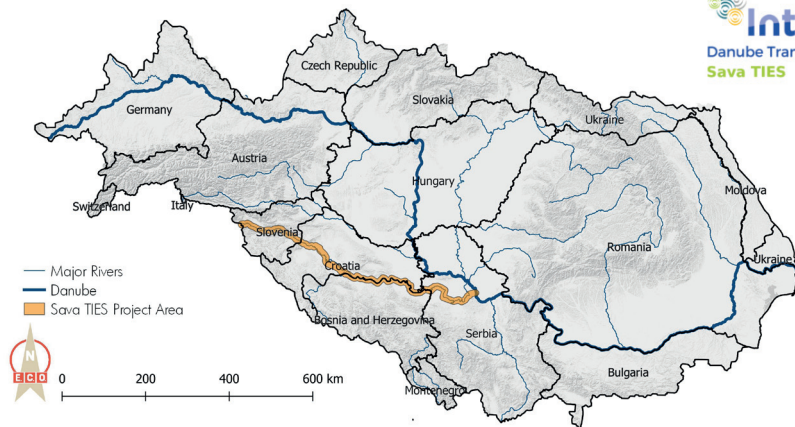 Int
Danube Tran
Sava TIES
Czech Republic
Germany
Slovakia
Ukraine
Austria
Hungary
Moldova
Switzerland
Italy
Slovenia
Romania
Croatia
Ukraine
Major Rivers
Danube
Sava TIES Project Area
Bosnia and Herzegovina
Serbia
Bulgaria
Montenegro
N
ECO
0 200 400 600 km